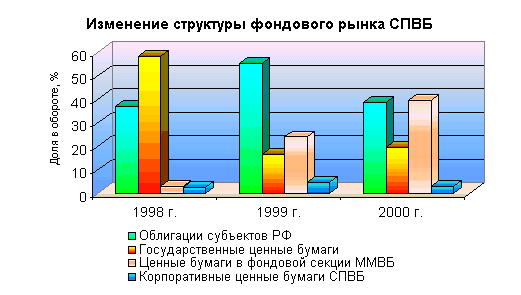 Изменение структуры фондового рынка СПВБ
Доля в обороте, %
60
50
40
30
20
10
0
1998 г. 1999 г. 2000 г.
Облигации субъектов РФ
Государственные ценные бумаги
Ценные бумаги в фондовой секции ММВБ
Корпоративные ценные бумаги СПВБ